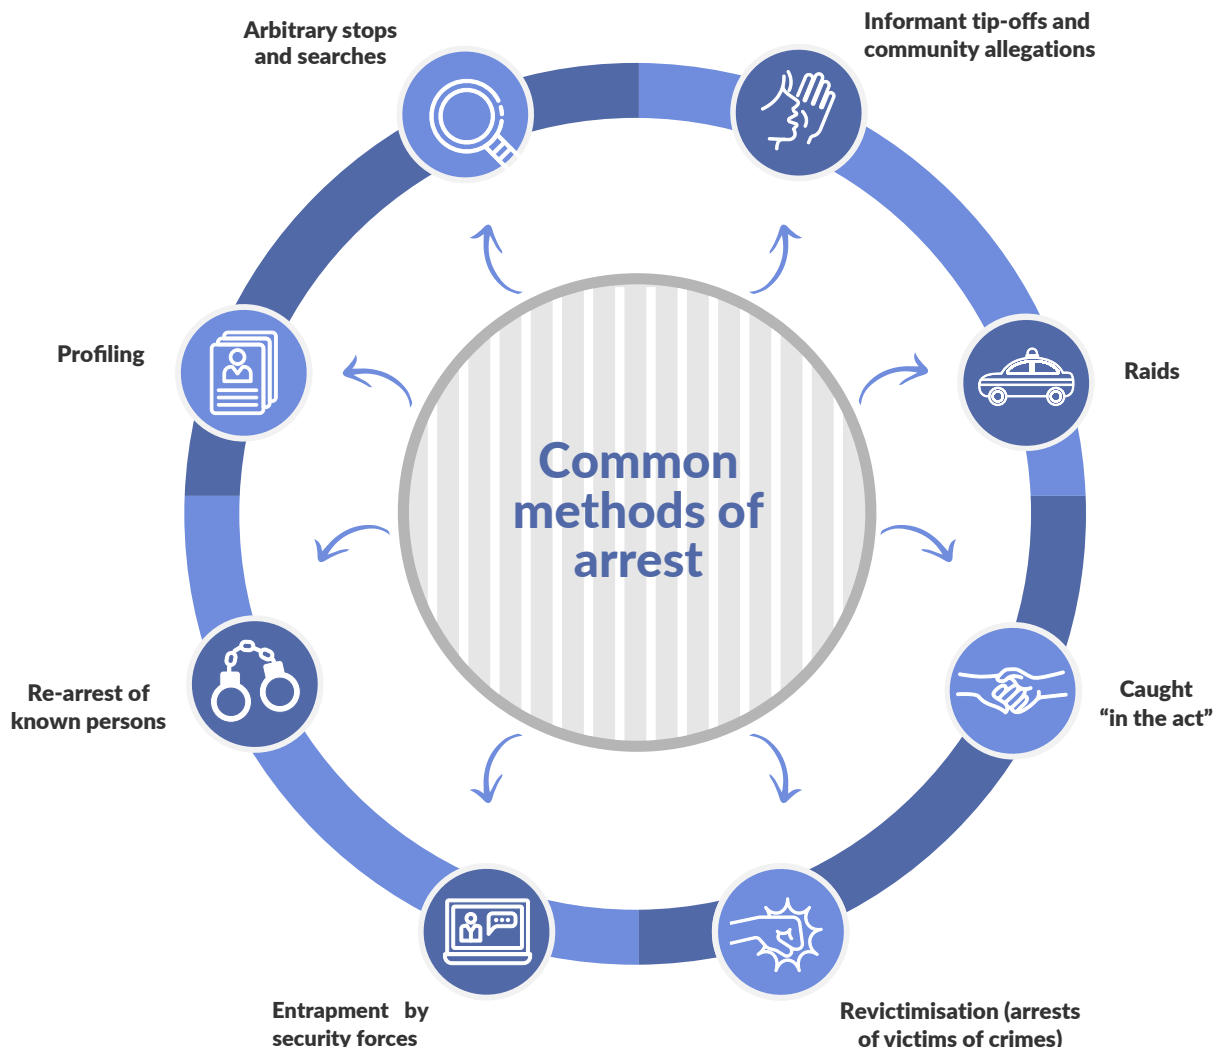 Arbitrary stops
and searches
Informant tip-offs and
community allegations
Profiling
Raids
Common
methods of
arrest
Re-arrest of
known persons
Caught
“in the act”
Entrapment by
security forces
Revictimisation (arrests
of victims of crimes)